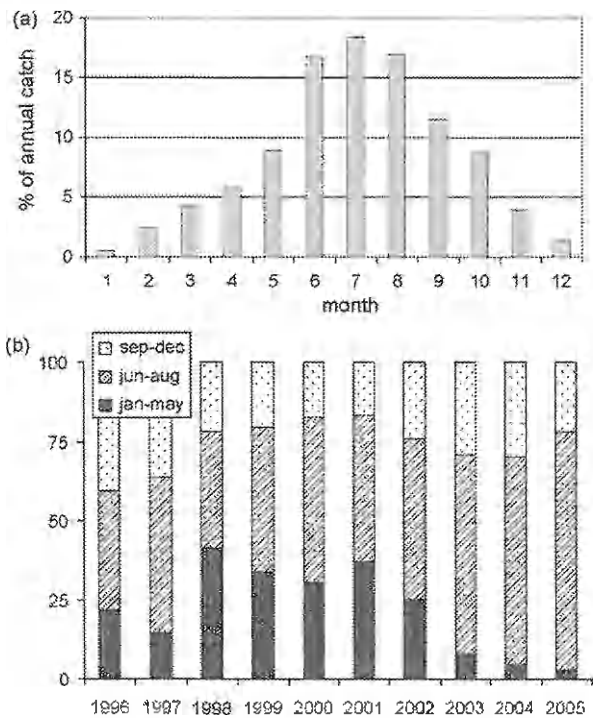 (a)
20
15
10
5
0
% of annual catch
1 2 3 4 5 6 7 8 9 10 11 12
month
(b)
sep-dec
jun-aug
jan-may
100
75
50
25
0
1996 1997 1998 1999 2000 2001 2002 2003 2004 2005